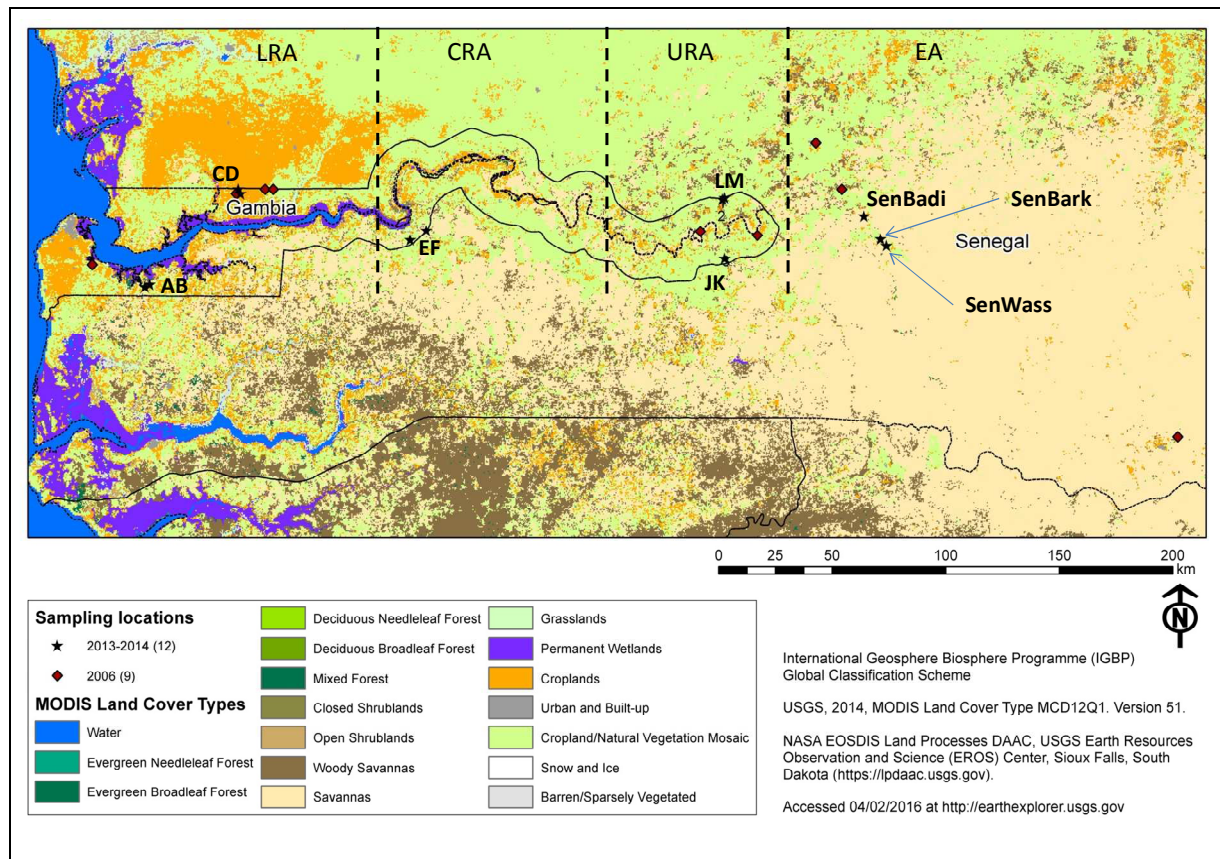 LRA CRA URA EA
CD
Gambia
LM
2
SenBadi
SenBark
EF
Senegal
JK
AB
SenWass
0 25 50 100 150 200
km
N
Sampling locations
2013-2014 (12)
2006 (9)
MODIS Land Cover Types
Water
Evergreen Needleleaf Forest
Evergreen Broadleaf Forest
Deciduous Needleleaf Forest
Deciduous Broadleaf Forest
Mixed Forest
Closed Shrublands
Open Shrublands
Woody Savannas
Savannas
Grasslands
Permanent Wetlands
Croplands
Urban and Built-up
Cropland/Natural Vegetation Mosaic
Snow and Ice
Barren/Sparsely Vegetated
International Geosphere Biosphere Programme (IGBP)
Global Classification Scheme
USGS, 2014, MODIS Land Cover Type MCD12Q1. Version 51.
NASA EOSDIS Land Processes DAAC, USGS Earth Resources
Observation and Science (EROS) Center, Sioux Falls, South
Dakota (https://lpdaac.usgs.gov).
Accessed 04/02/2016 at http://earthexplorer.usgs.gov